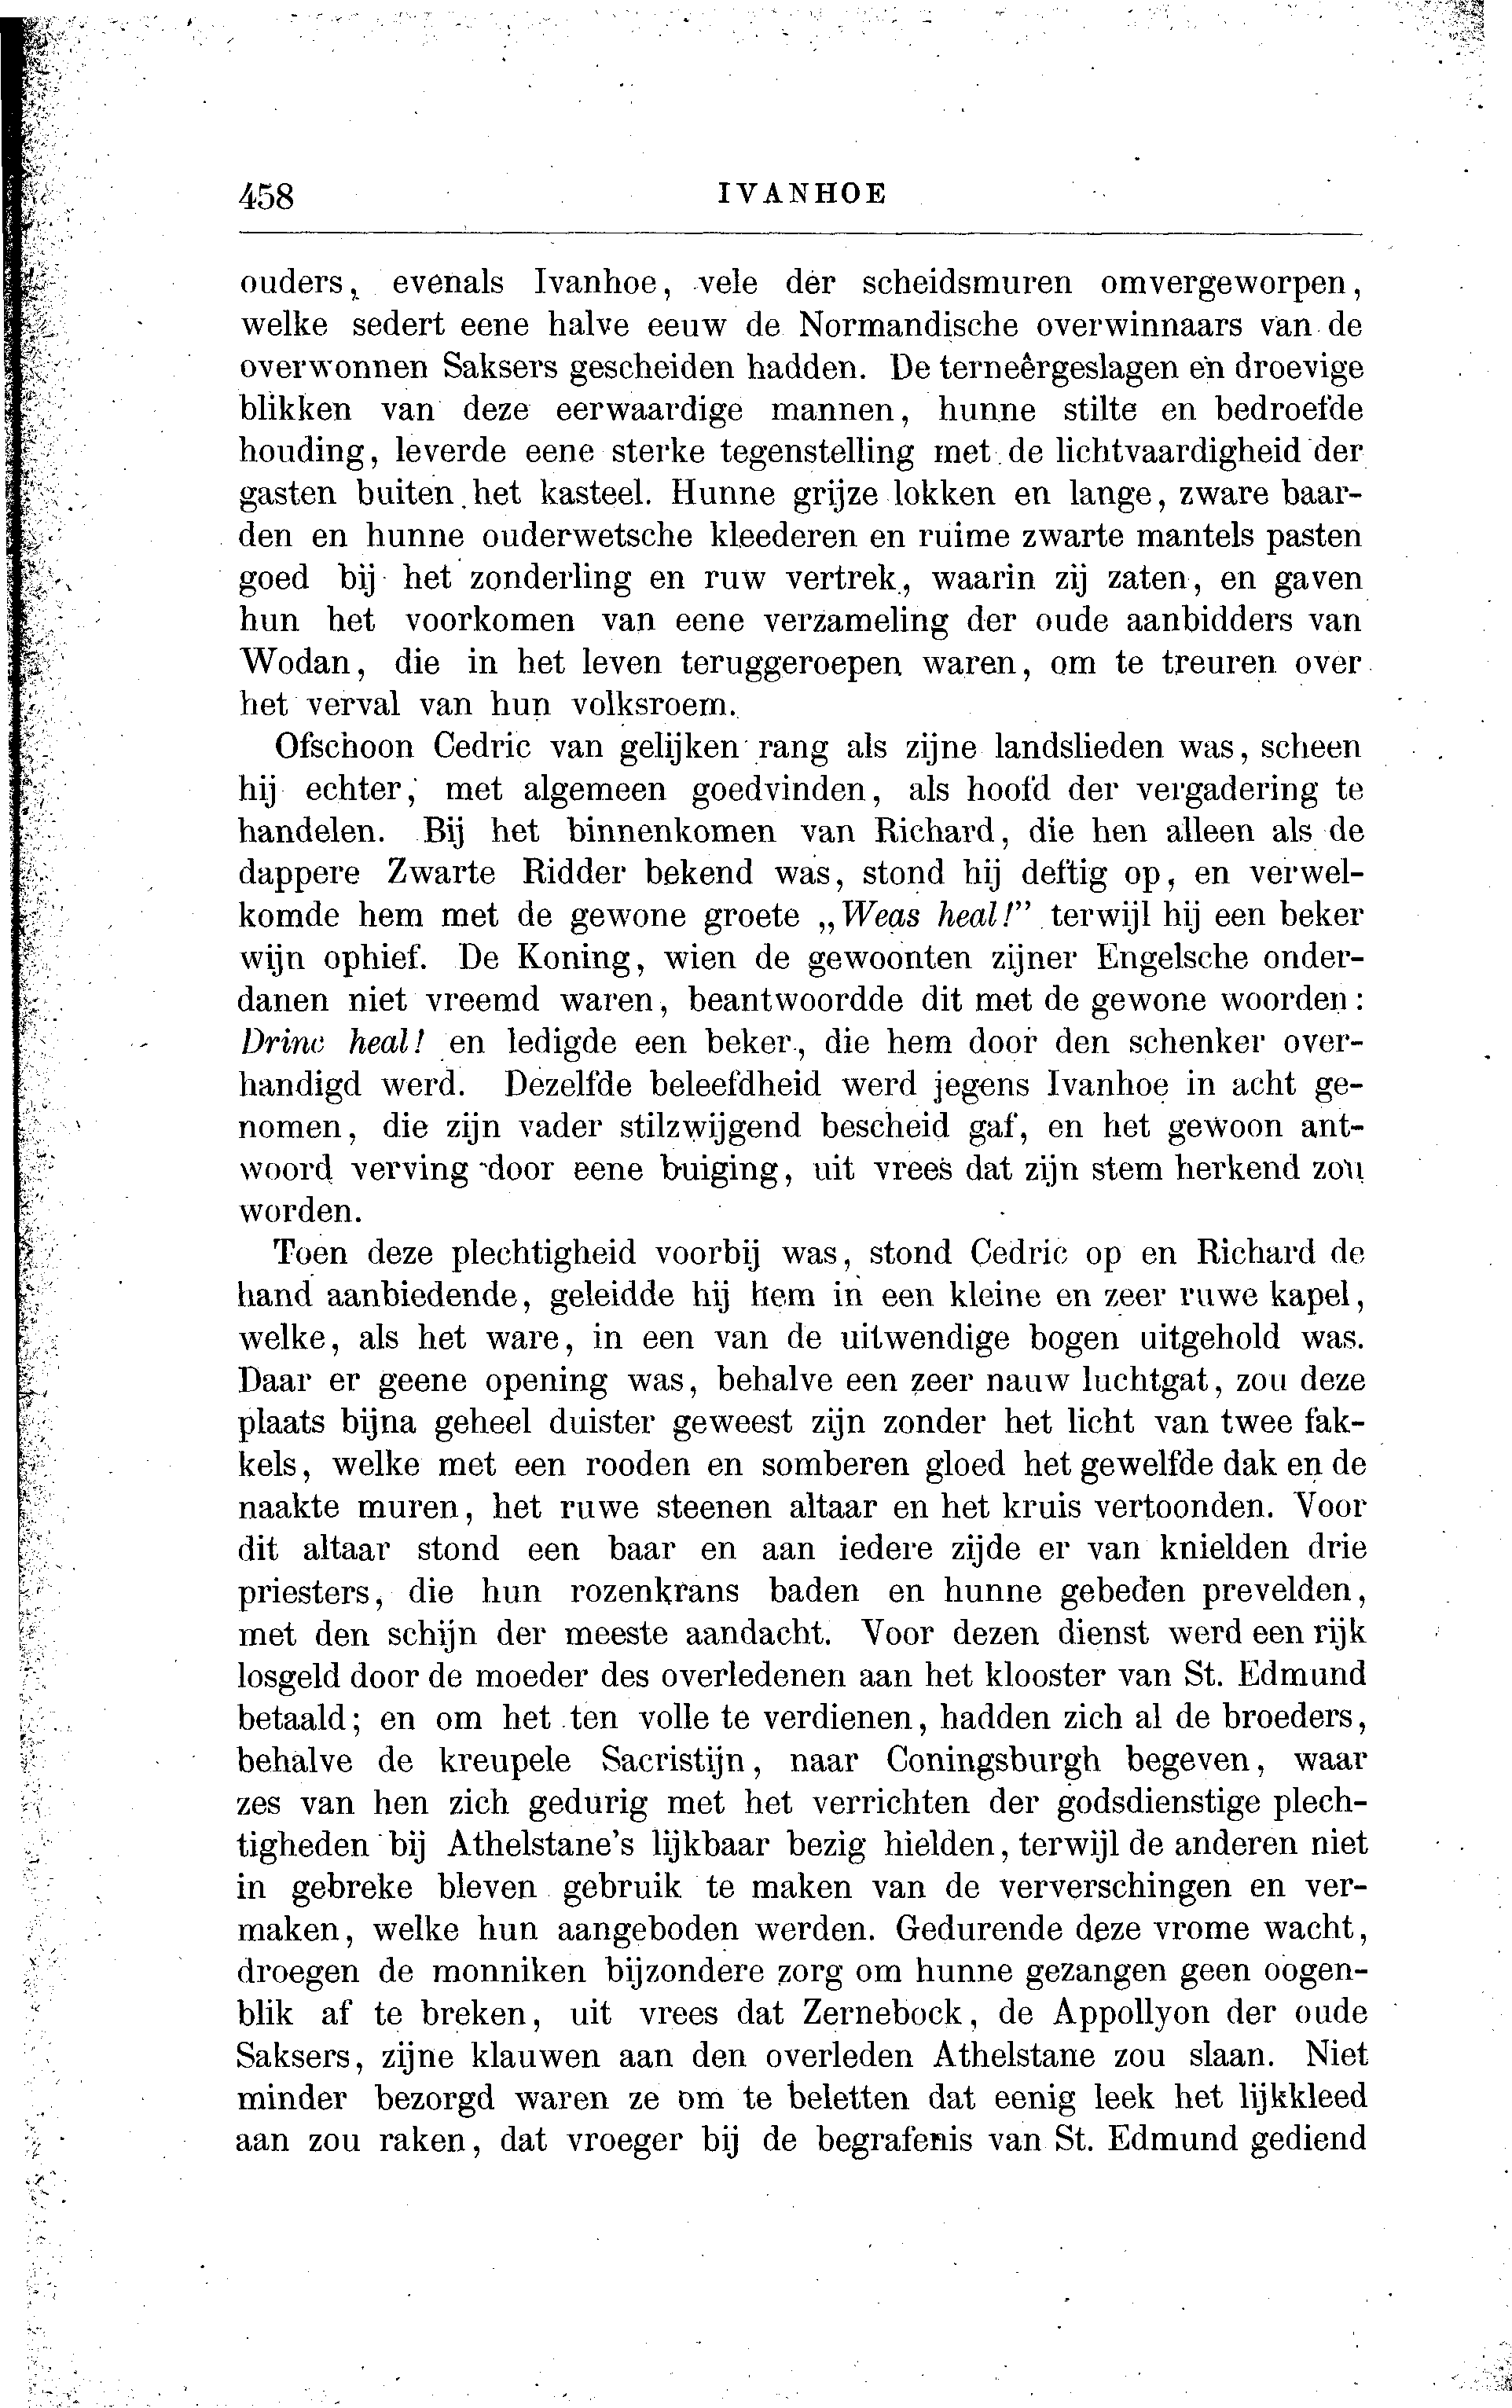 458 IVANHOE
ouders, evenals Ivanhoe, vele der scheidsmuren omvergeworpen,
welke sedert eene halve eeuw de Normandische overwinnaars van de
overwonnen Saksers gescheiden hadden. De terneêrgeslagen en droevige
blikken van deze eerwaardige mannen, hunne stilte en bedroefde
houding, leverde eene sterke tegenstelling met de lichtvaardigheid der
gasten buiten het kasteel. Hunne grijze lokken en lange, zware baar-
den en hunne ouderwetsche kleederen en ruime zwarte mantels pasten
goed bij het zonderling en ruw vertrek, waarin zij zaten, en gaven
hun het voorkomen van eene verzameling der oude aanbidders van
Wodan, die in het leven teruggeroepen waren, om te treuren over
het verval van hun volksroem.
Ofschoon Cedric van gelijken rang als zijne landslieden was, scheen
hij echter, met algemeen goedvinden, als hoofd der vergadering te
handelen. Bij het binnenkomen van Richard, die hen alleen als de
dappere Zwarte Ridder bekend was, stond hij deftig op, en verwel-
komde hem met de gewone groete „Weas heal!” terwijl hij een beker
wijn ophief. De Koning, wien de gewoonten zijner Engelsche onder-
danen niet vreemd waren, beantwoordde dit met de gewone woorden:
Drinc heal! en ledigde een beker, die hem door den schenker over-
handigd werd. Dezelfde beleefdheid werd jegens Ivanhoe in acht ge-
nomen, die zijn vader stilzwijgend bescheid gaf, en het gewoon ant-
woord verving door eene buiging, uit vrees dat zijn stem herkend zou
worden.
Toen deze plechtigheid voorbij was, stond Cedric op en Richard de
hand aanbiedende, geleidde hij hem in een kleine en zeer ruwe kapel,
welke, als het ware, in een van de uitwendige bogen uitgehold was.
Daar er geene opening was, behalve een zeer nauw luchtgat, zou deze
plaats bijna geheel duister geweest zijn zonder het licht van twee fak-
kels, welke met een rooden en somberen gloed het gewelfde dak en de
naakte muren, het ruwe steenen altaar en het kruis vertoonden. Voor
dit altaar stond een baar en aan iedere zijde er van knielden drie
priesters, die hun rozenkrans baden en hunne gebeden prevelden,
met den schijn der meeste aandacht. Voor dezen dienst werd een rijk
losgeld door de moeder des overledenen aan het klooster van St. Edmund
betaald; en om het ten volle te verdienen, hadden zich al de broeders,
behalve de kreupele Sacristijn, naar Coningsburgh begeven, waar
zes van hen zich gedurig met het verrichten der godsdienstige plech-
tigheden bij Athelstane's lijkbaar bezig hielden, terwijl de anderen niet
in gebreke bleven gebruik te maken van de ververschingen en ver-
maken, welke hun aangeboden werden. Gedurende deze vrome wacht,
droegen de monniken bijzondere zorg om hunne gezangen geen oogen-
blik af te breken, uit vrees dat Zernebock, de Appollyon der oude
Saksers, zijne klauwen aan den overleden Athelstane zou slaan. Niet
minder bezorgd waren ze om te beletten dat eenig leek het lijkkleed
aan zou raken, dat vroeger bij de begrafenis van St. Edmund gediend